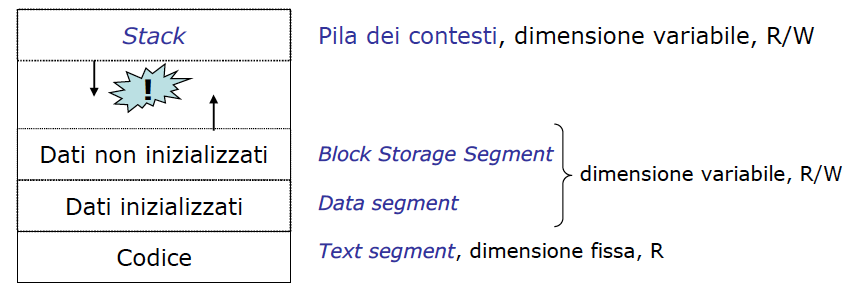 Stack Pila dei contesti, dimensione variabile, R/W
!
Dati non inizializzati Block Storage Segment
dimensione variabile, R/W
Dati inizializzati Data segment
Codice Text segment, dimensione fissa, R